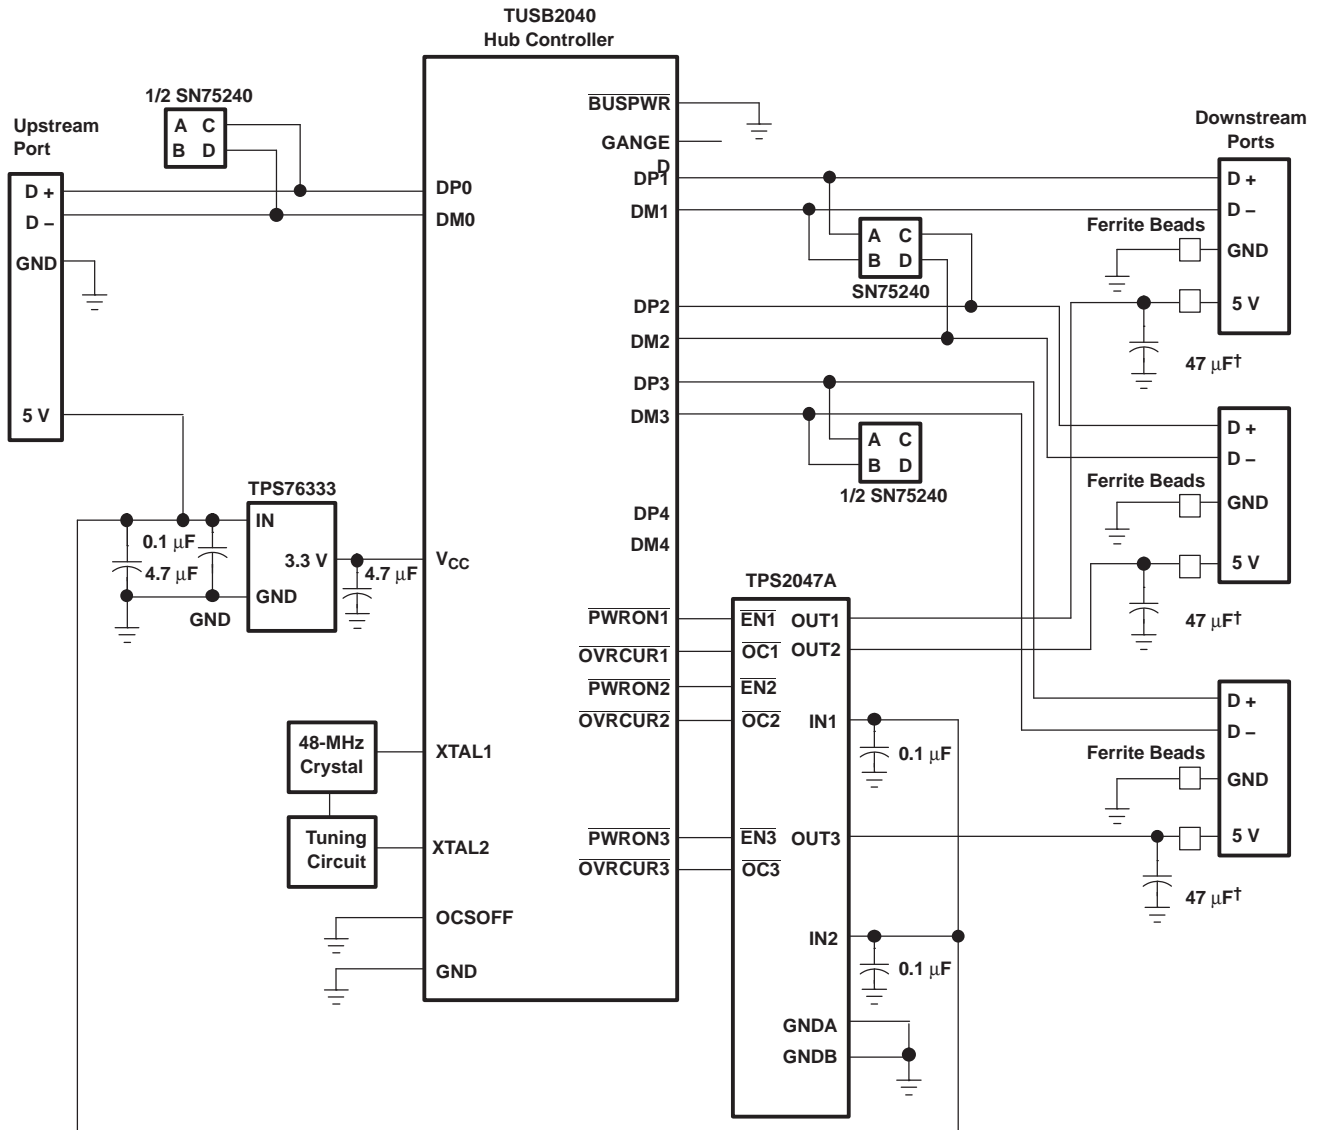 TUSB2040
Hub Controller
1/2 SN75240
A C
B D
Upstream
Port
D +
D –
GND
5 V
DP0
DM0
BUSPWR
GANGE
D
DP1
DM1
A C
B D
SN75240
DP2
DM2
DP3
DM3
A C
B D
1/2 SN75240
DP4
DM4
Downstream
Ports
D +
D –
Ferrite Beads
GND
5 V
47 µF†
D +
D –
Ferrite Beads
GND
5 V
47 µF†
D +
D –
Ferrite Beads
GND
5 V
47 µF†
TPS76333
IN
0.1 µF
4.7 µF
3.3 V
GND
GND
4.7 µF
VCC
TPS2047A
PWRON1
EN1 OUT1
OVRCUR1
OC1 OUT2
PWRON2
EN2
OVRCUR2
OC2
IN1
0.1 µF
48-MHz
Crystal
XTAL1
Tuning
Circuit
XTAL2
PWRON3
EN3 OUT3
OVRCUR3
OC3
OCSOFF
GND
IN2
0.1 µF
GNDA
GNDB